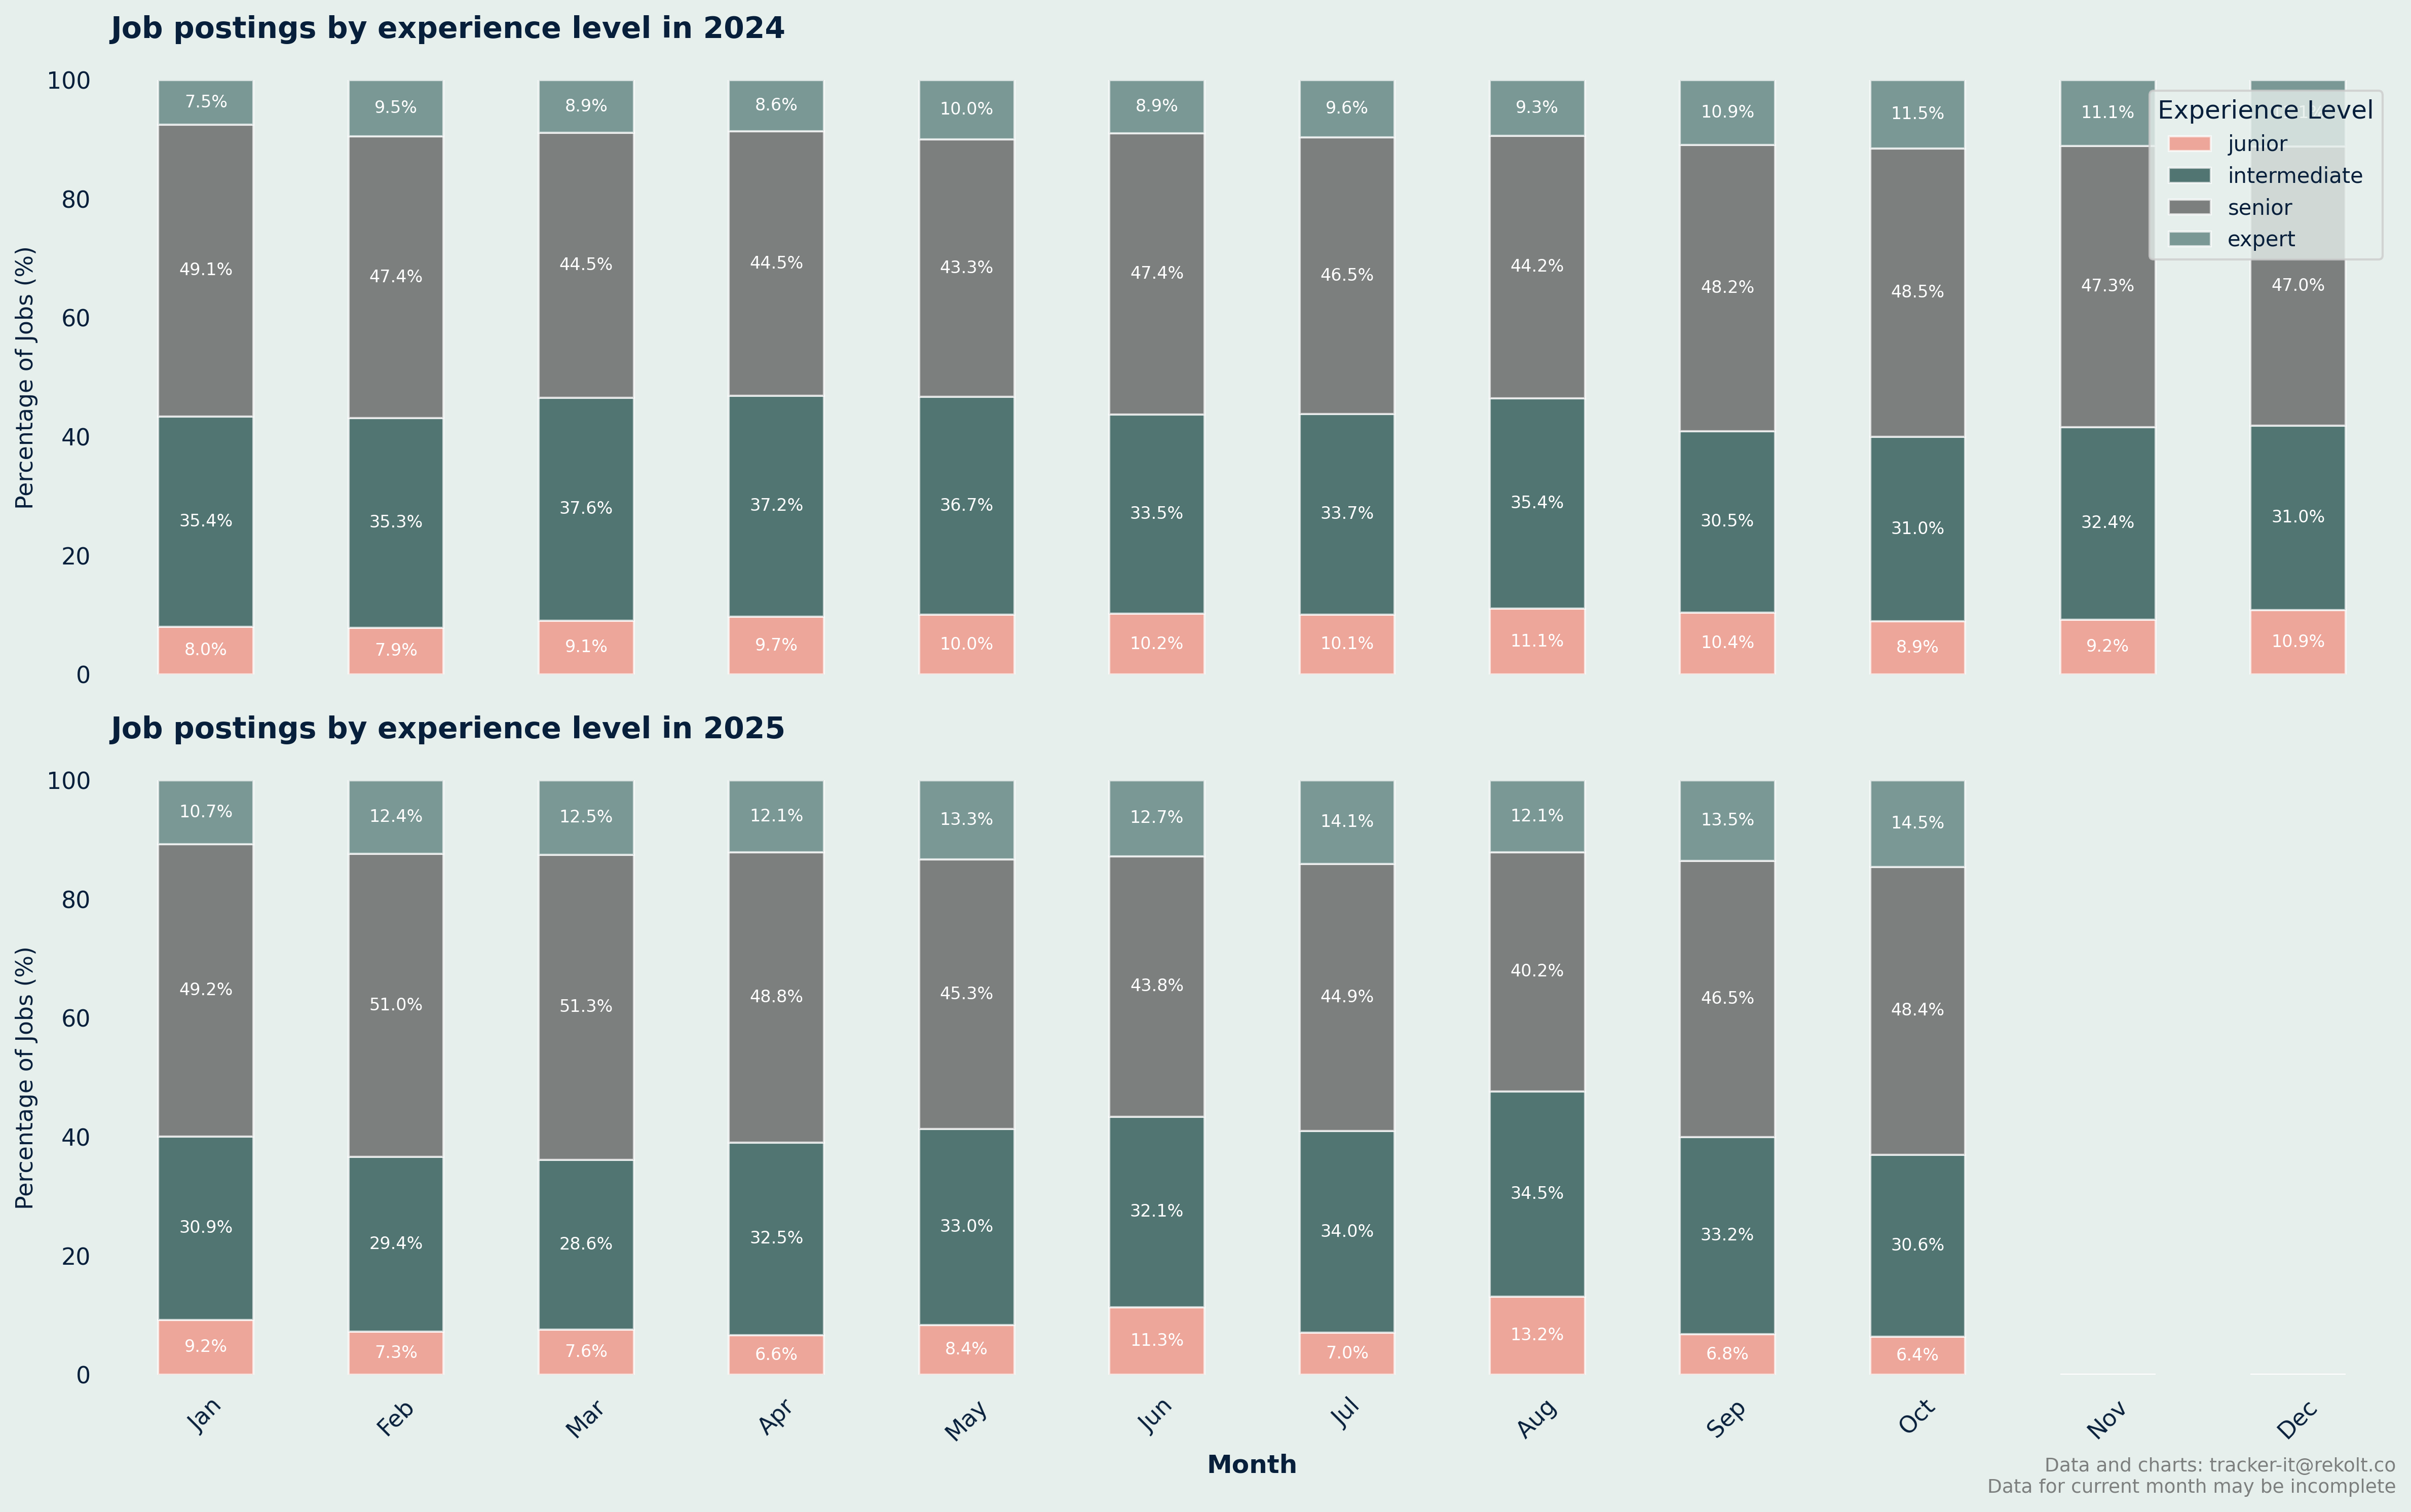 Job postings by experience level in 2024
Percentage of Jobs (%)
100
80
60
40
20
0
7.5% 9.5% 8.9% 8.6% 10.0% 8.9% 9.6% 9.3% 10.9% 11.5% 11.1%
49.1% 47.4% 44.5% 44.5% 43.3% 47.4% 46.5% 44.2% 48.2% 48.5% 47.3% 47.0%
35.4% 35.3% 37.6% 37.2% 36.7% 33.5% 33.7% 35.4% 30.5% 31.0% 32.4% 31.0%
8.0% 7.9% 9.1% 9.7% 10.0% 10.2% 10.1% 11.1% 10.4% 8.9% 9.2% 10.9%
Experience Level
junior
intermediate
senior
expert
Job postings by experience level in 2025
Percentage of Jobs (%)
100
80
60
40
20
0
10.7% 12.4% 12.5% 12.1% 13.3% 12.7% 14.1% 12.1% 13.5% 14.5%
49.2% 51.0% 51.3% 48.8% 45.3% 43.8% 44.9% 40.2% 46.5% 48.4%
30.9% 29.4% 28.6% 32.5% 33.0% 32.1% 34.0% 34.5% 33.2% 30.6%
9.2% 7.3% 7.6% 6.6% 8.4% 11.3% 7.0% 13.2% 6.8% 6.4%
Jan Feb Mar Apr May Jun Jul Aug Sep Oct Nov Dec
Month
Data and charts: tracker-it@rekolt.co
Data for current month may be incomplete